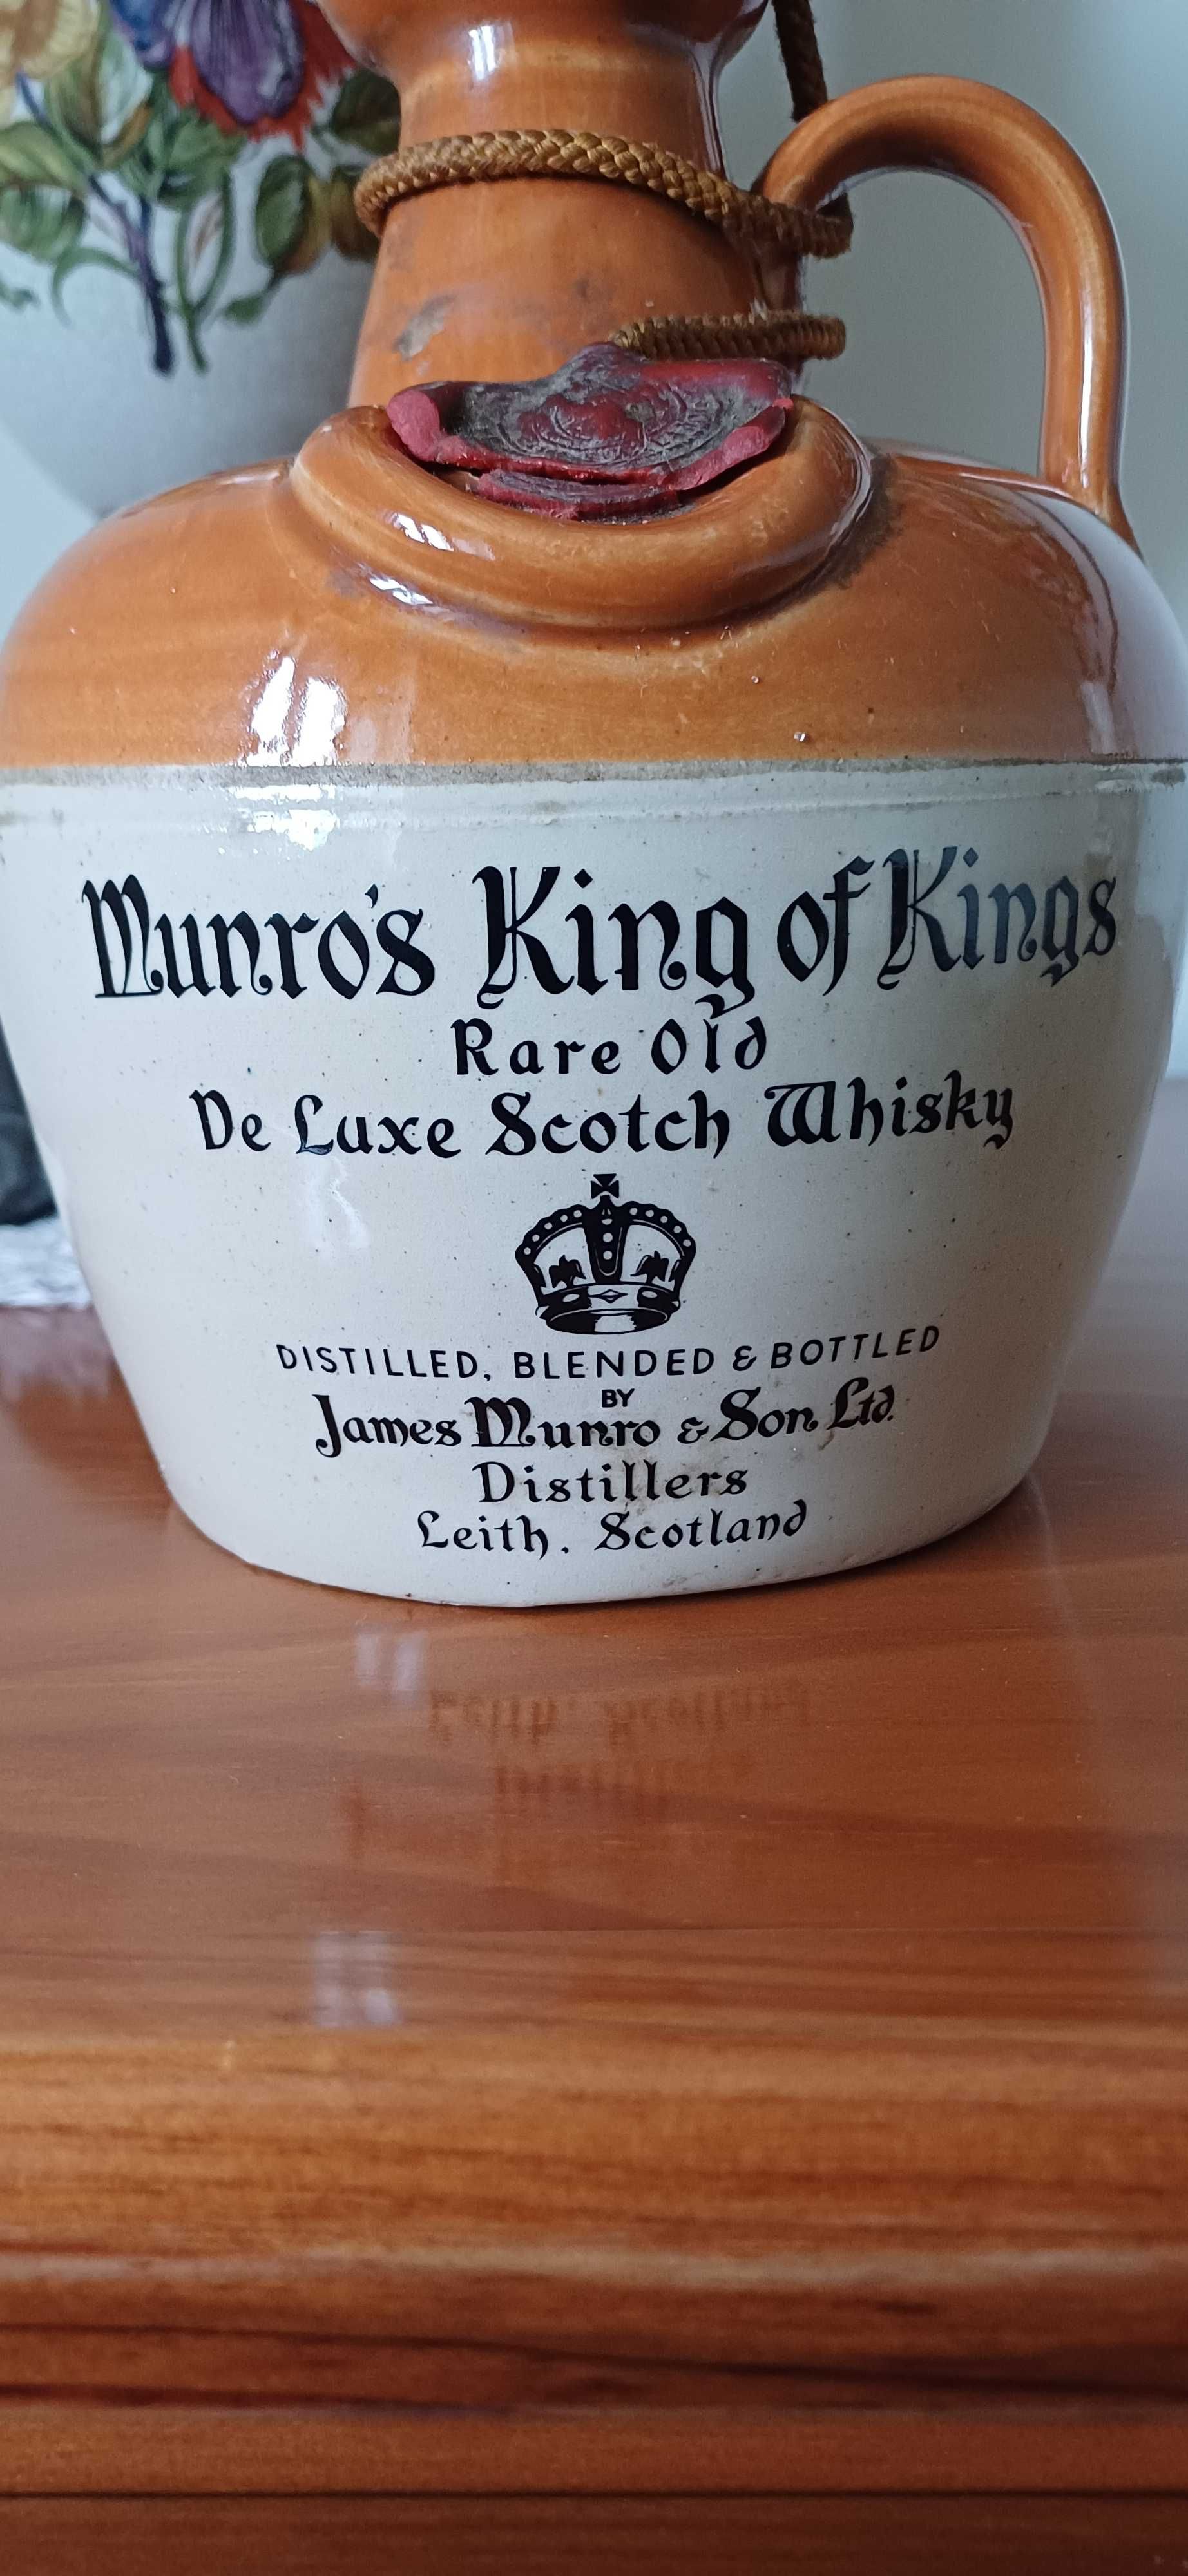 Munro's King of Kings
Rare Old
De Luxe Scotch Whisky
DISTILLED, BLENDED & BOTTLED
BY
James Munro & Son Ltd.
Distillers
Leith. Scotland